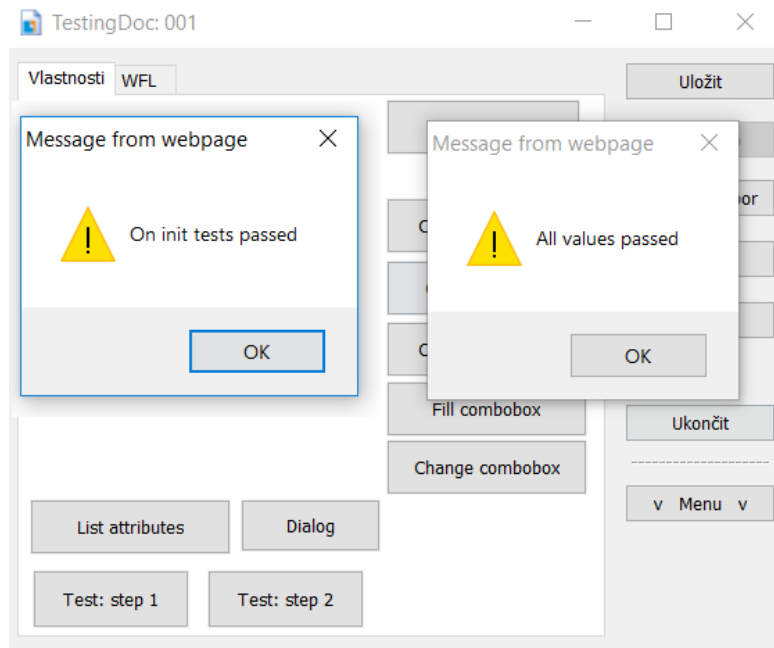 TestingDoc: 001
Vlastnosti WFL
Uložit
Message from webpage
On init tests passed
OK
Message from webpage
All values passed
OK
Fill combobox
Change combobox
Ukončit
v Menu v
List attributes
Dialog
Test: step 1
Test: step 2